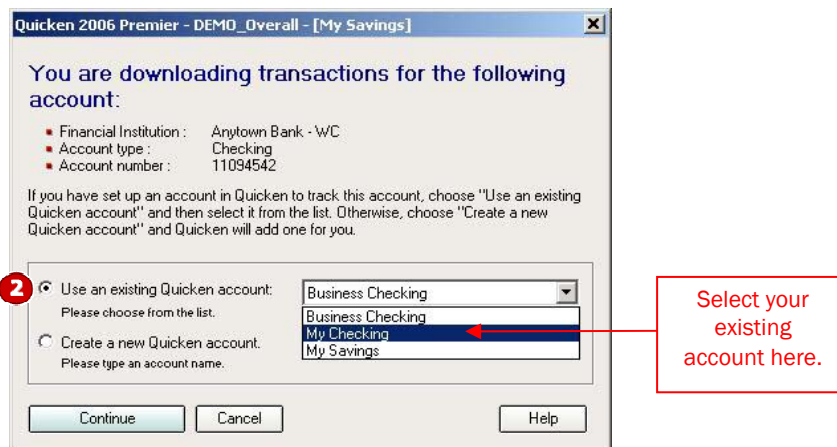 Quicken 2006 Premier - DEMO_Overall - [My Savings]
You are downloading transactions for the following
account:
Financial Institution : Anytown Bank - WC
Account type : Checking
Account number : 11094542
If you have set up an account in Quicken to track this account, choose "Use an existing
Quicken account" and then select it from the list. Otherwise, choose "Create a new
Quicken account" and Quicken will add one for you.
2 Use an existing Quicken account: Business Checking
Please choose from the list.
Business Checking
My Checking
My Savings
Create a new Quicken account.
Please type an account name.
Select your
existing
account here.
Continue Cancel Help